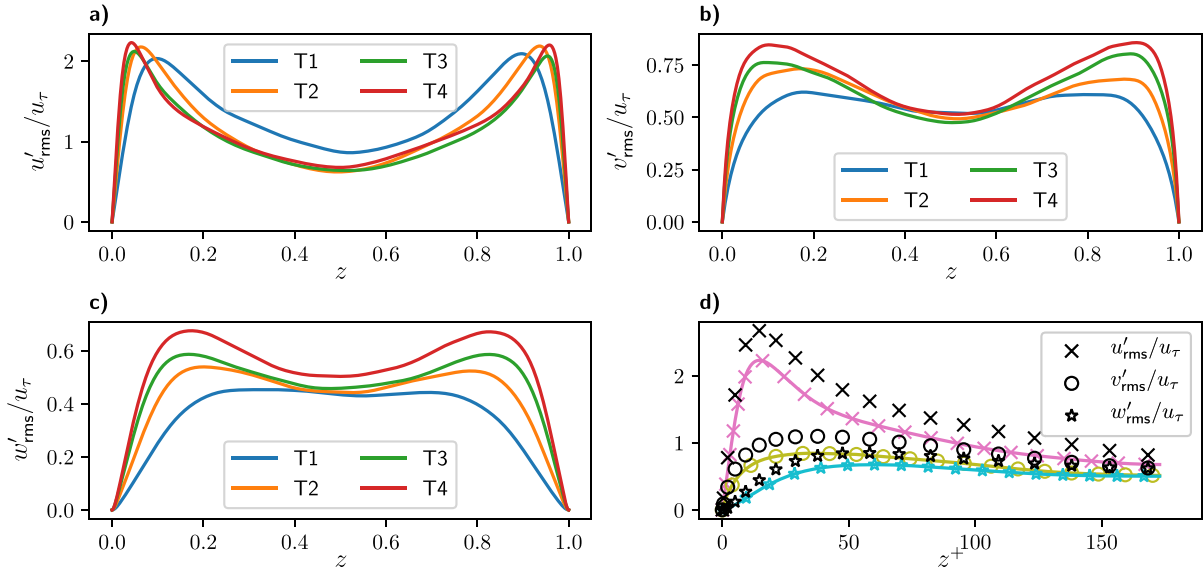 a)
u′rms/uτ
2
1
0
T1
T2
T3
T4
0.0 0.2 0.4 0.6 0.8 1.0
z
b)
v′rms/uτ
0.75
0.50
0.25
0.00
T1
T2
T3
T4
0.0 0.2 0.4 0.6 0.8 1.0
z
c)
w′rms/uτ
0.6
0.4
0.2
0.0
T1
T2
T3
T4
0.0 0.2 0.4 0.6 0.8 1.0
z
d)
2
1
0
u′rms/uτ
v′rms/uτ
w′rms/uτ
0 50 100 150
z+